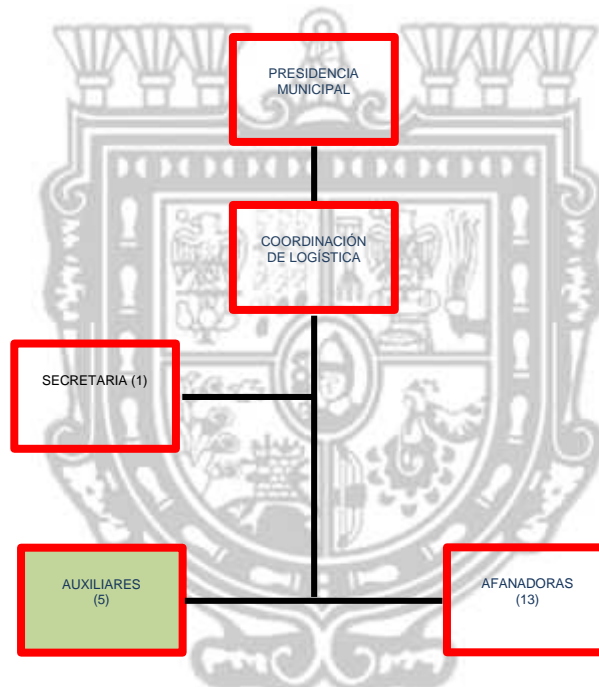 PRESIDENCIA
MUNICIPAL
COORDINACIÓN
DE LOGÍSTICA
SECRETARIA (1)
AUXILIARES
(5)
AFANADORAS
(13)